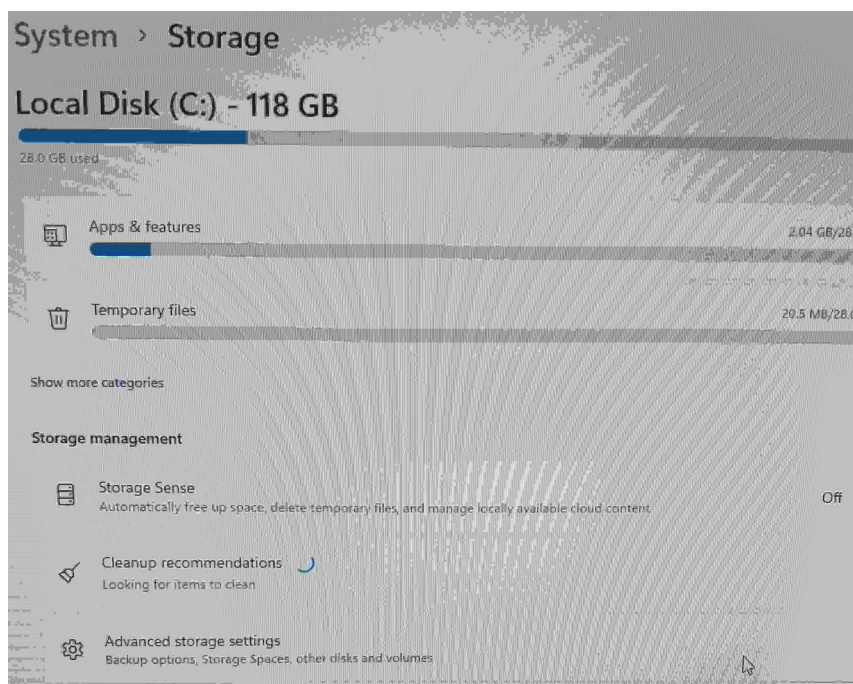 System > Storage
Local Disk (C:) - 118 GB
28.0 GB used
Apps & features
2.04 GB/28
Temporary files
20.5 MB/28.0
Show more categories
Storage management
Storage Sense
Automatically free up space, delete temporary files, and manage locally available cloud content
Off
Cleanup recommendations
Looking for items to clean
Advanced storage settings
Backup options, Storage Spaces, other disks and volumes